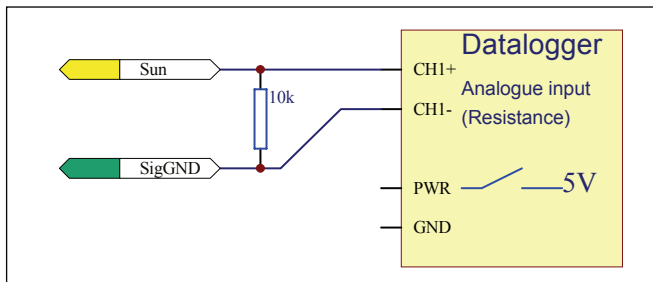 Datalogger
Sun
CH1+
10k
Analogue input
(Resistance)
CH1-
SigGND
PWR
5V
GND